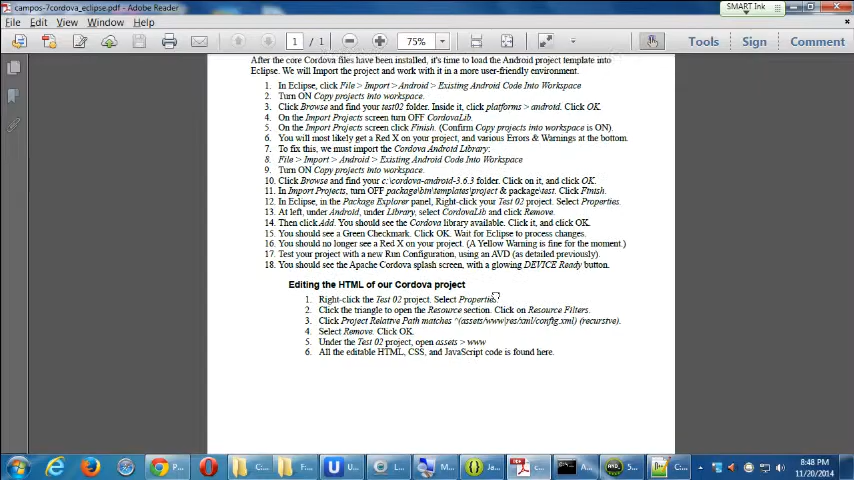 campos-7cordova_eclipse.pdf - Adobe Reader
SMART Ink
File Edit View Window Help
1 / 1 75% Tools Sign Comment
After the core Cordova files have been installed, it's time to load the Android project template into
Eclipse. We will Import the project and work with it in a more user-friendly environment.
1. In Eclipse, click File > Import > Android > Existing Android Code Into Workspace
2. Turn ON Copy projects into workspace.
3. Click Browse and find your test02 folder. Inside it, click platforms > android. Click OK.
4. On the Import Projects screen turn OFF CordovaLib.
5. On the Import Projects screen click Finish. (Confirm Copy projects into workspace is ON).
6. You will most likely get a Red X on your project, and various Errors & Warnings at the bottom.
7. To fix this, we must import the Cordova Android Library:
8. File > Import > Android > Existing Android Code Into Workspace
9. Turn ON Copy projects into workspace.
10. Click Browse and find your c:\cordova-android-3.6.3 folder. Click on it, and click OK.
11. In Import Projects, turn OFF package\bin\templates\project & package\test. Click Finish.
12. In Eclipse, in the Package Explorer panel, Right-click your Test 02 project. Select Properties.
13. At left, under Android, under Library, select CordovaLib and click Remove.
14. Then click Add. You should see the Cordova library available. Click it, and click OK.
15. You should see a Green Checkmark. Click OK. Wait for Eclipse to process changes.
16. You should no longer see a Red X on your project. (A Yellow Warning is fine for the moment.)
17. Test your project with a new Run Configuration, using an AVD (as detailed previously).
18. You should see the Apache Cordova splash screen, with a glowing DEVICE Ready button.
Editing the HTML of our Cordova project
1. Right-click the Test 02 project. Select Properties.
2. Click the triangle to open the Resource section. Click on Resource Filters.
3. Click Project Relative Path matches ^(assets/www|res/xml/config.xml) (recursive).
4. Select Remove. Click OK.
5. Under the Test 02 project, open assets > www
6. All the editable HTML, CSS, and JavaScript code is found here.
P... C... Fi... U... L... M... Ja... c... A... 5... C...
8:48 PM
11/20/2014